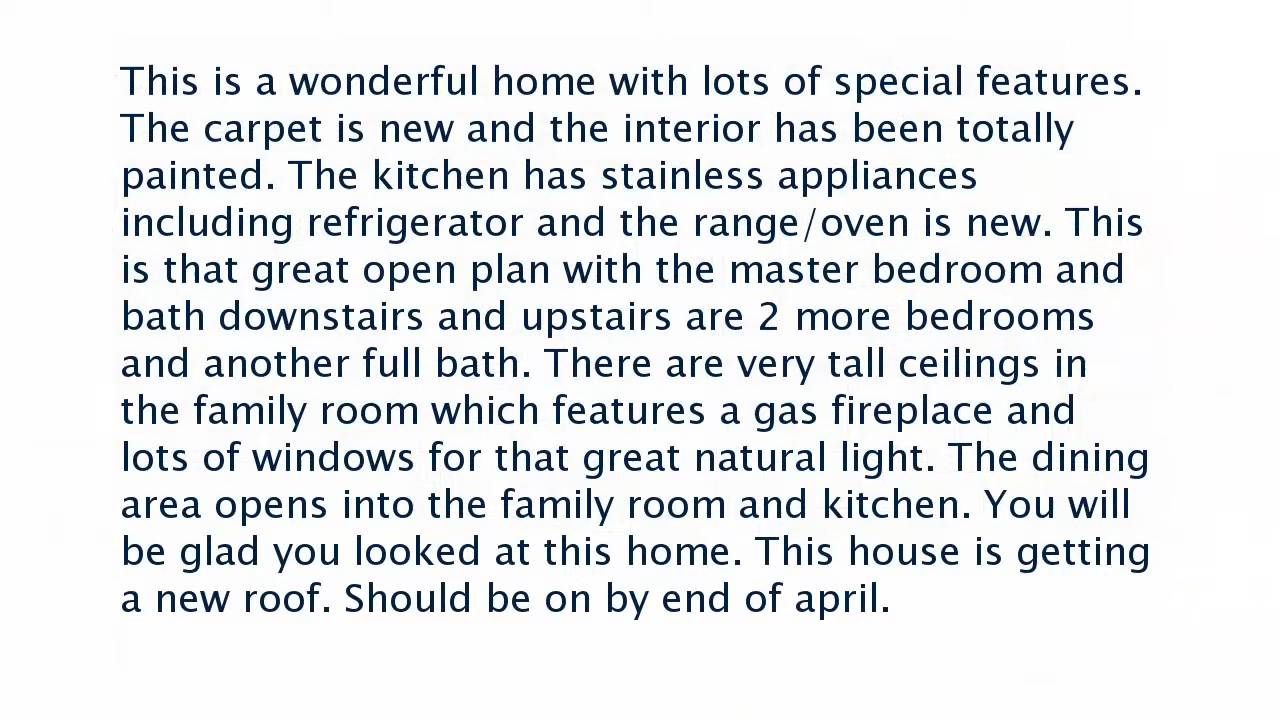 This is a wonderful home with lots of special features.
The carpet is new and the interior has been totally
painted. The kitchen has stainless appliances
including refrigerator and the range/oven is new. This
is that great open plan with the master bedroom and
bath downstairs and upstairs are 2 more bedrooms
and another full bath. There are very tall ceilings in
the family room which features a gas fireplace and
lots of windows for that great natural light. The dining
area opens into the family room and kitchen. You will
be glad you looked at this home. This house is getting
a new roof. Should be on by end of april.